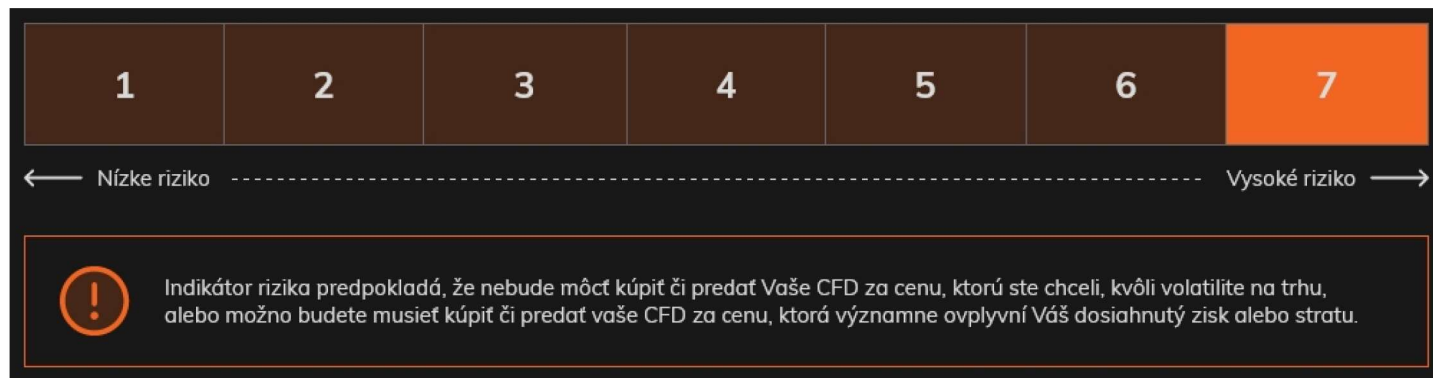 1 2 3 4 5 6 7
Nízke riziko Vysoké riziko
Indikátor rizika predpokladá, že nebude môcť kúpiť či predať Vaše CFD za cenu, ktorú ste chceli, kvôli volatilite na trhu,
alebo možno budete musieť kúpiť či predať vaše CFD za cenu, ktorá významne ovplyvní Váš dosiahnutý zisk alebo stratu.